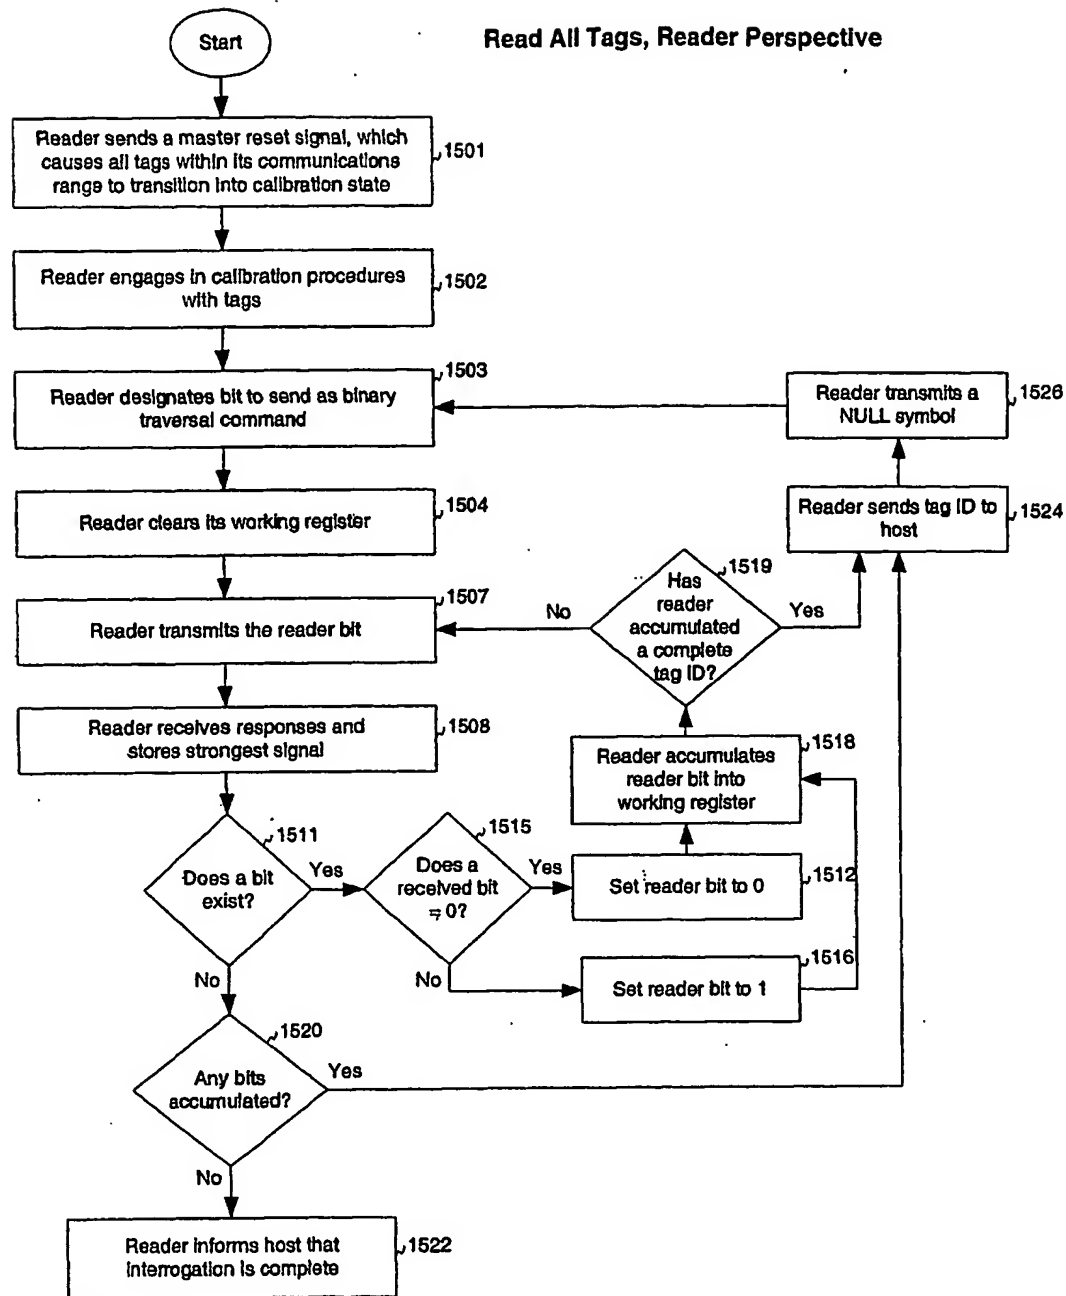 Read All Tags, Reader Perspective
Start
Reader sends a master reset signal, which
causes all tags within its communications
range to transition into calibration state
1501
Reader engages in calibration procedures
with tags
1502
Reader designates bit to send as binary
traversal command
1503
Reader transmits a
NULL symbol
1526
Reader clears its working register
1504
Reader sends tag ID to
host
1524
Reader transmits the reader bit
1507
Has
reader
accumulated
a complete
tag ID?
1519
No
Yes
Reader receives responses and
stores strongest signal
1508
Reader accumulates
reader bit into
working register
1518
Does a bit
exist?
1511
Yes
No
Does a
received bit
= 0?
1515
Yes
No
Set reader bit to 0
1512
Set reader bit to 1
1516
Any bits
accumulated?
1520
Yes
No
Reader informs host that
interrogation is complete
1522